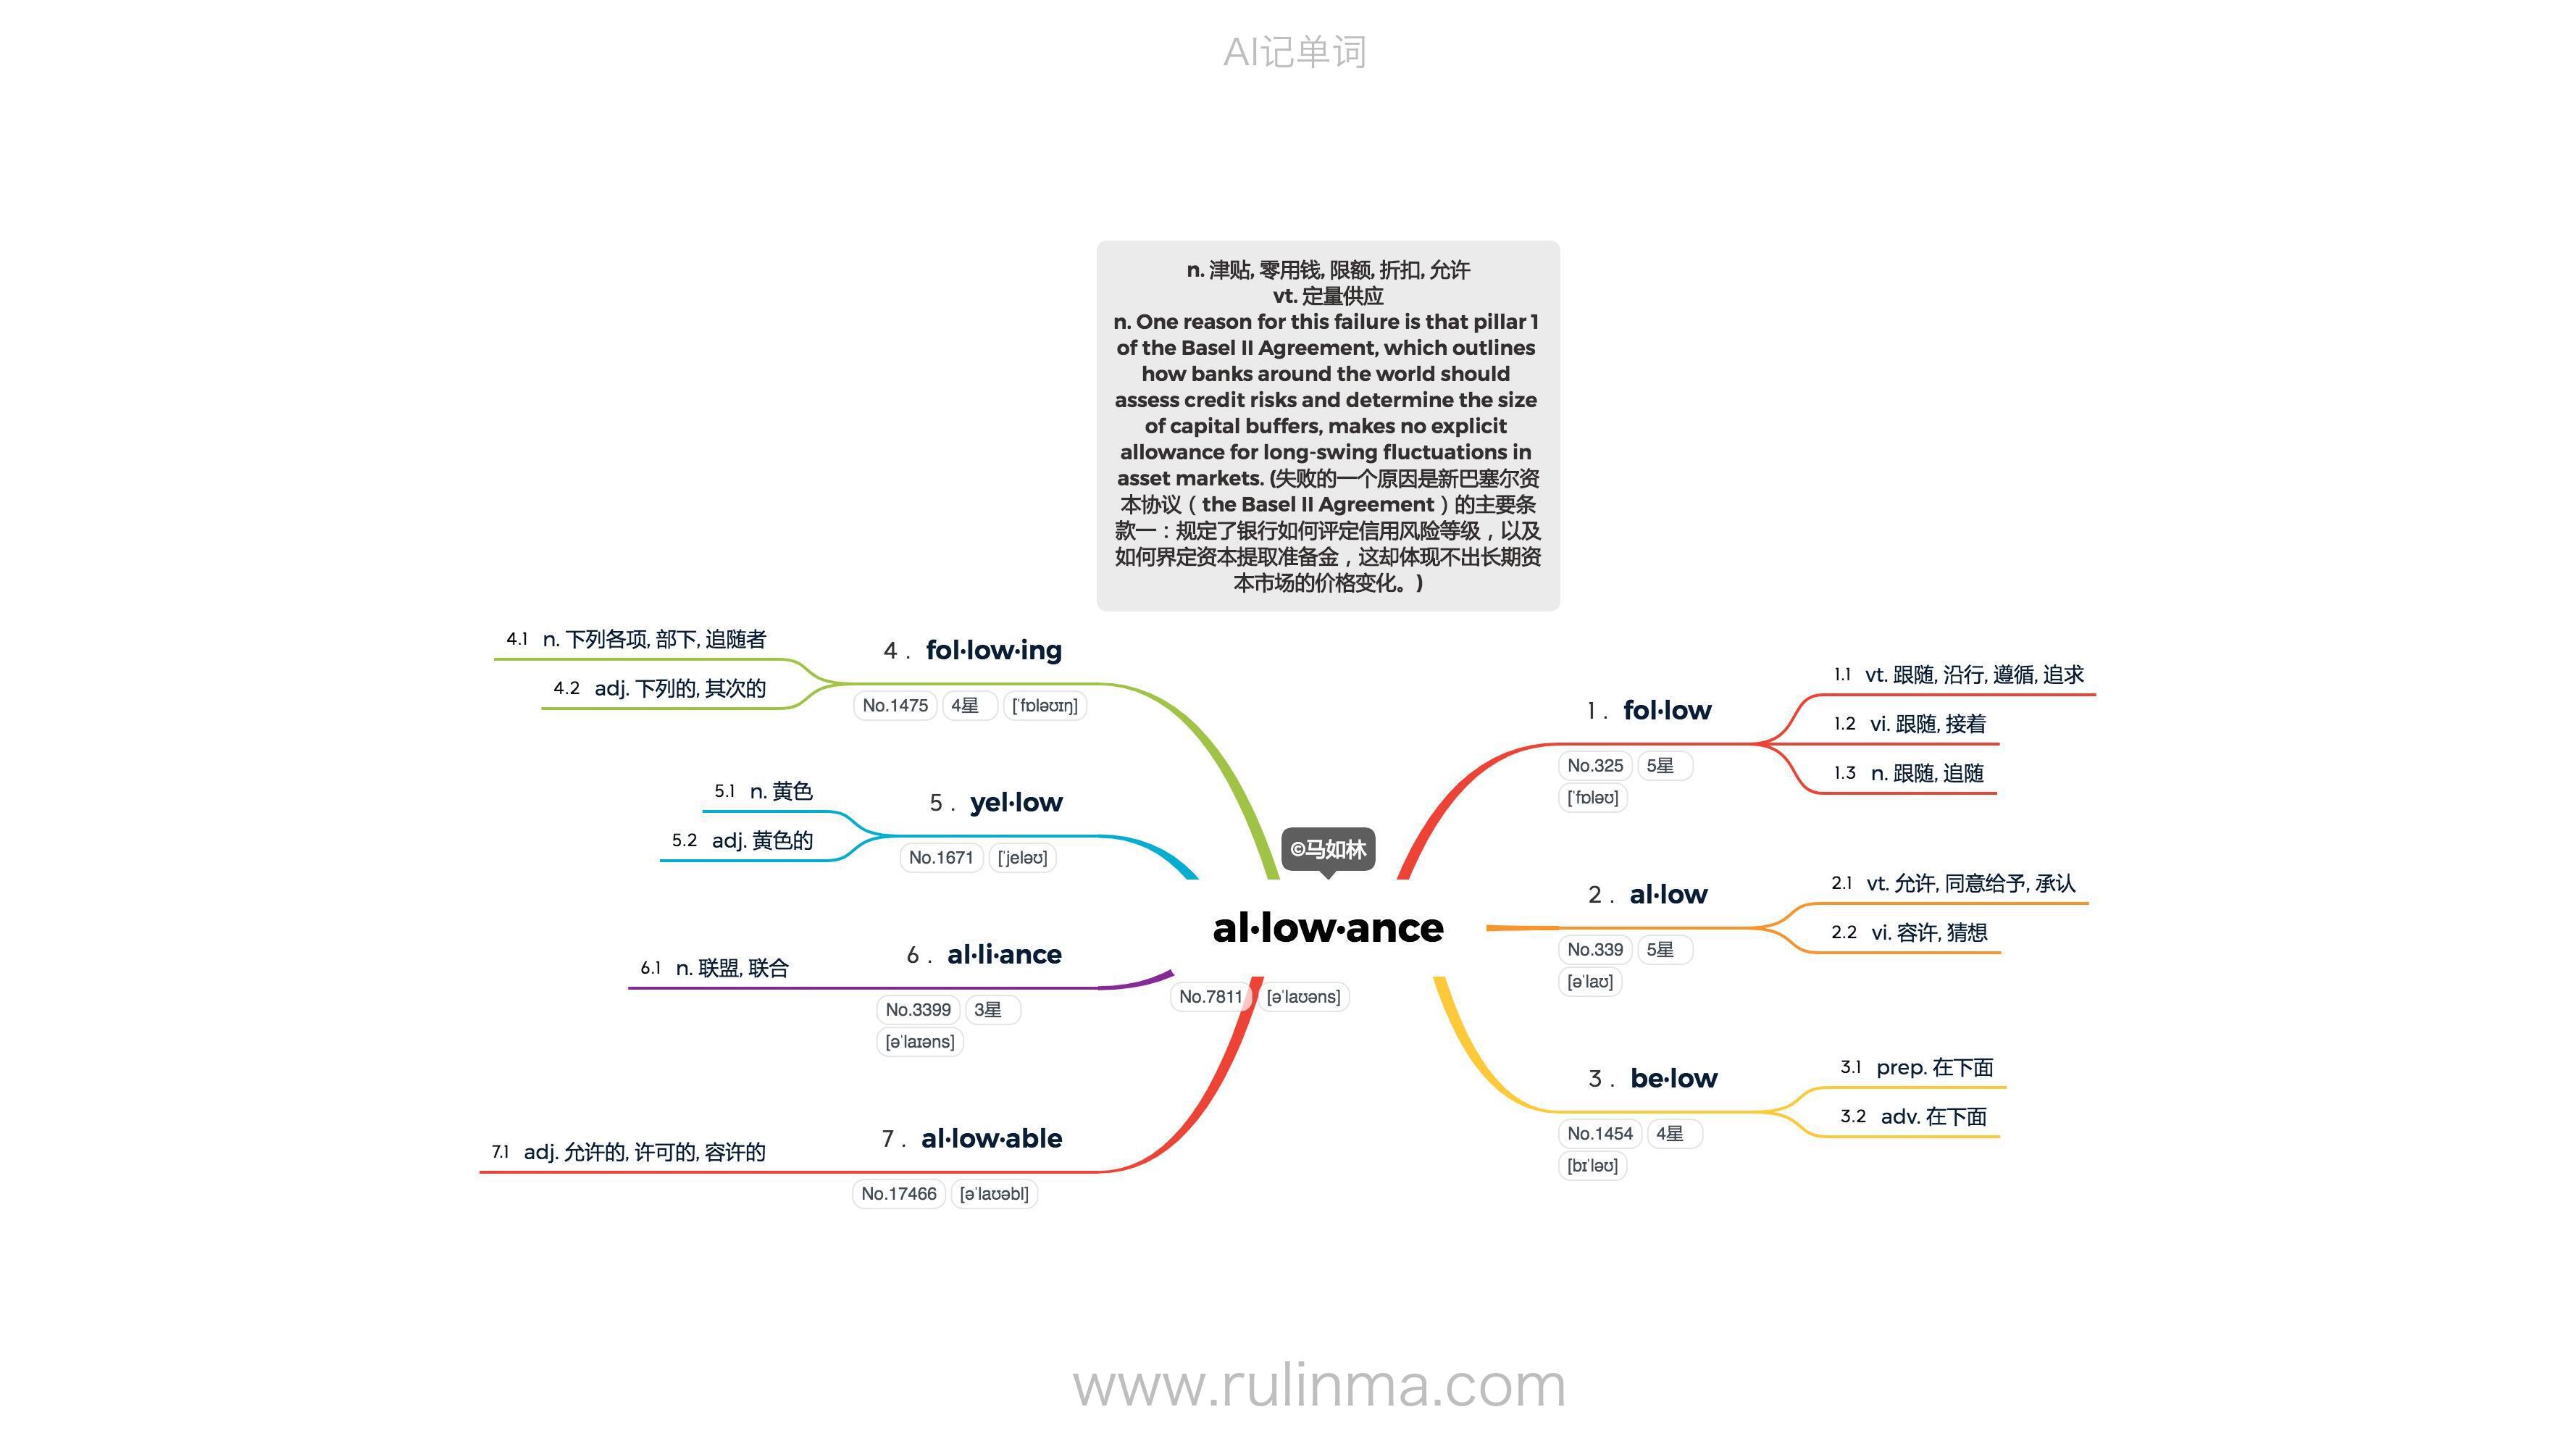 AI记单词
n. 津贴, 零用钱, 限额, 折扣, 允许
vt. 定量供应
n. One reason for this failure is that pillar 1
of the Basel II Agreement, which outlines
how banks around the world should
assess credit risks and determine the size
of capital buffers, makes no explicit
allowance for long-swing fluctuations in
asset markets. (失败的一个原因是新巴塞尔资
本协议（the Basel II Agreement）的主要条
款一：规定了银行如何评定信用风险等级，以及
如何界定资本提取准备金，这却体现不出长期资
本市场的价格变化。)
©马如林
al·low·ance
No.7811 [ə'laʊəns]
1. fol·low
No.325 5星
['fɒləʊ]
1.1 vt. 跟随, 沿行, 遵循, 追求
1.2 vi. 跟随, 接着
1.3 n. 跟随, 追随
2. al·low
No.339 5星
[ə'laʊ]
2.1 vt. 允许, 同意给予, 承认
2.2 vi. 容许, 猜想
3. be·low
No.1454 4星
[bɪ'ləʊ]
3.1 prep. 在下面
3.2 adv. 在下面
4. fol·low·ing
No.1475 4星 ['fɒləʊɪŋ]
4.1 n. 下列各项, 部下, 追随者
4.2 adj. 下列的, 其次的
5. yel·low
No.1671 ['jeləʊ]
5.1 n. 黄色
5.2 adj. 黄色的
6. al·li·ance
No.3399 3星
[ə'laɪəns]
6.1 n. 联盟, 联合
7. al·low·able
No.17466 [ə'laʊəbl]
7.1 adj. 允许的, 许可的, 容许的
www.rulinma.com